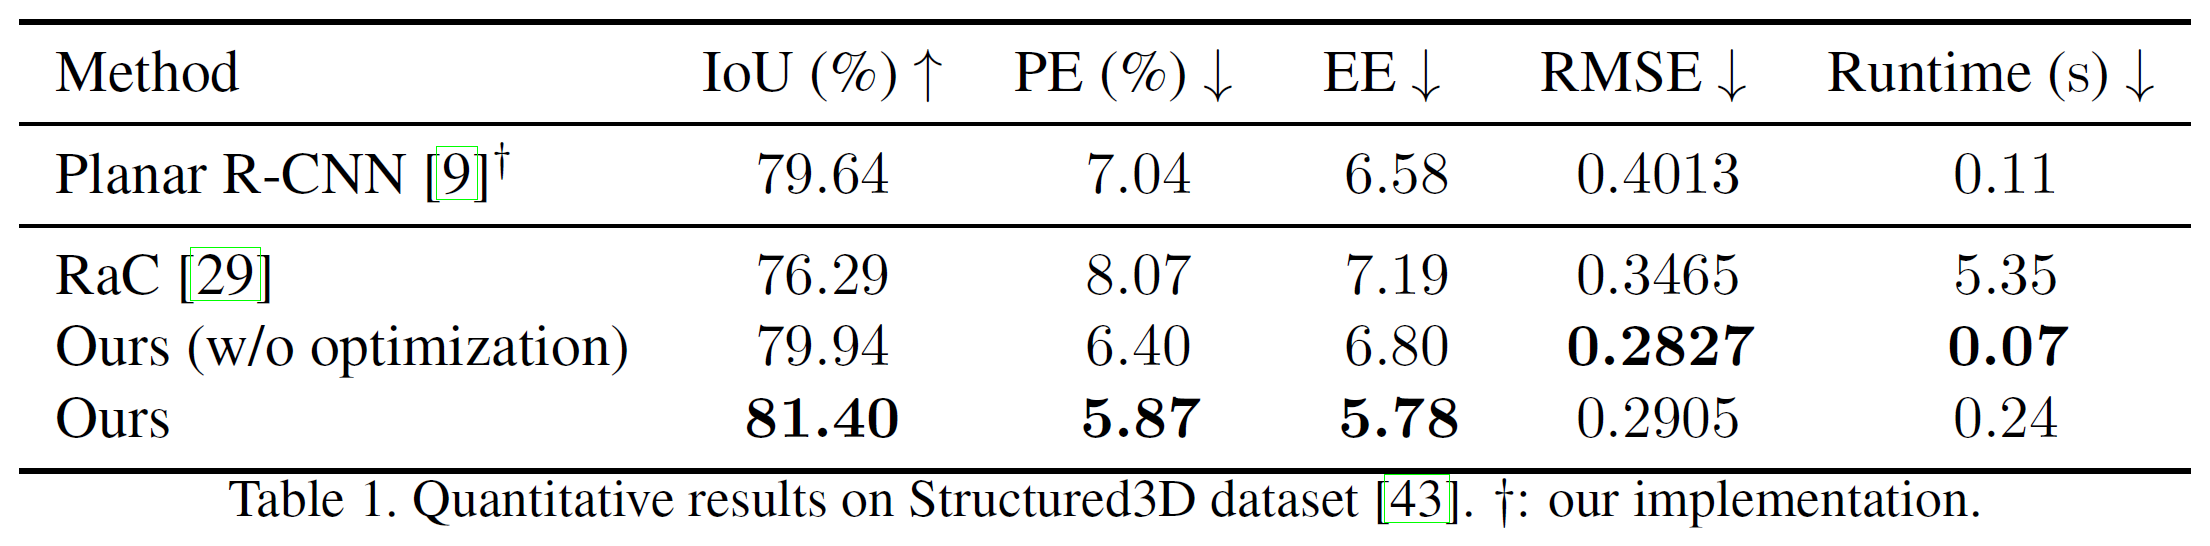 Method IoU (%) ↑ PE (%) ↓ EE ↓ RMSE ↓ Runtime (s) ↓
Planar R-CNN [9]† 79.64 7.04 6.58 0.4013 0.11
RaC [29] 76.29 8.07 7.19 0.3465 5.35
Ours (w/o optimization) 79.94 6.40 6.80 0.2827 0.07
Ours 81.40 5.87 5.78 0.2905 0.24
Table 1. Quantitative results on Structured3D dataset [43]. †: our implementation.